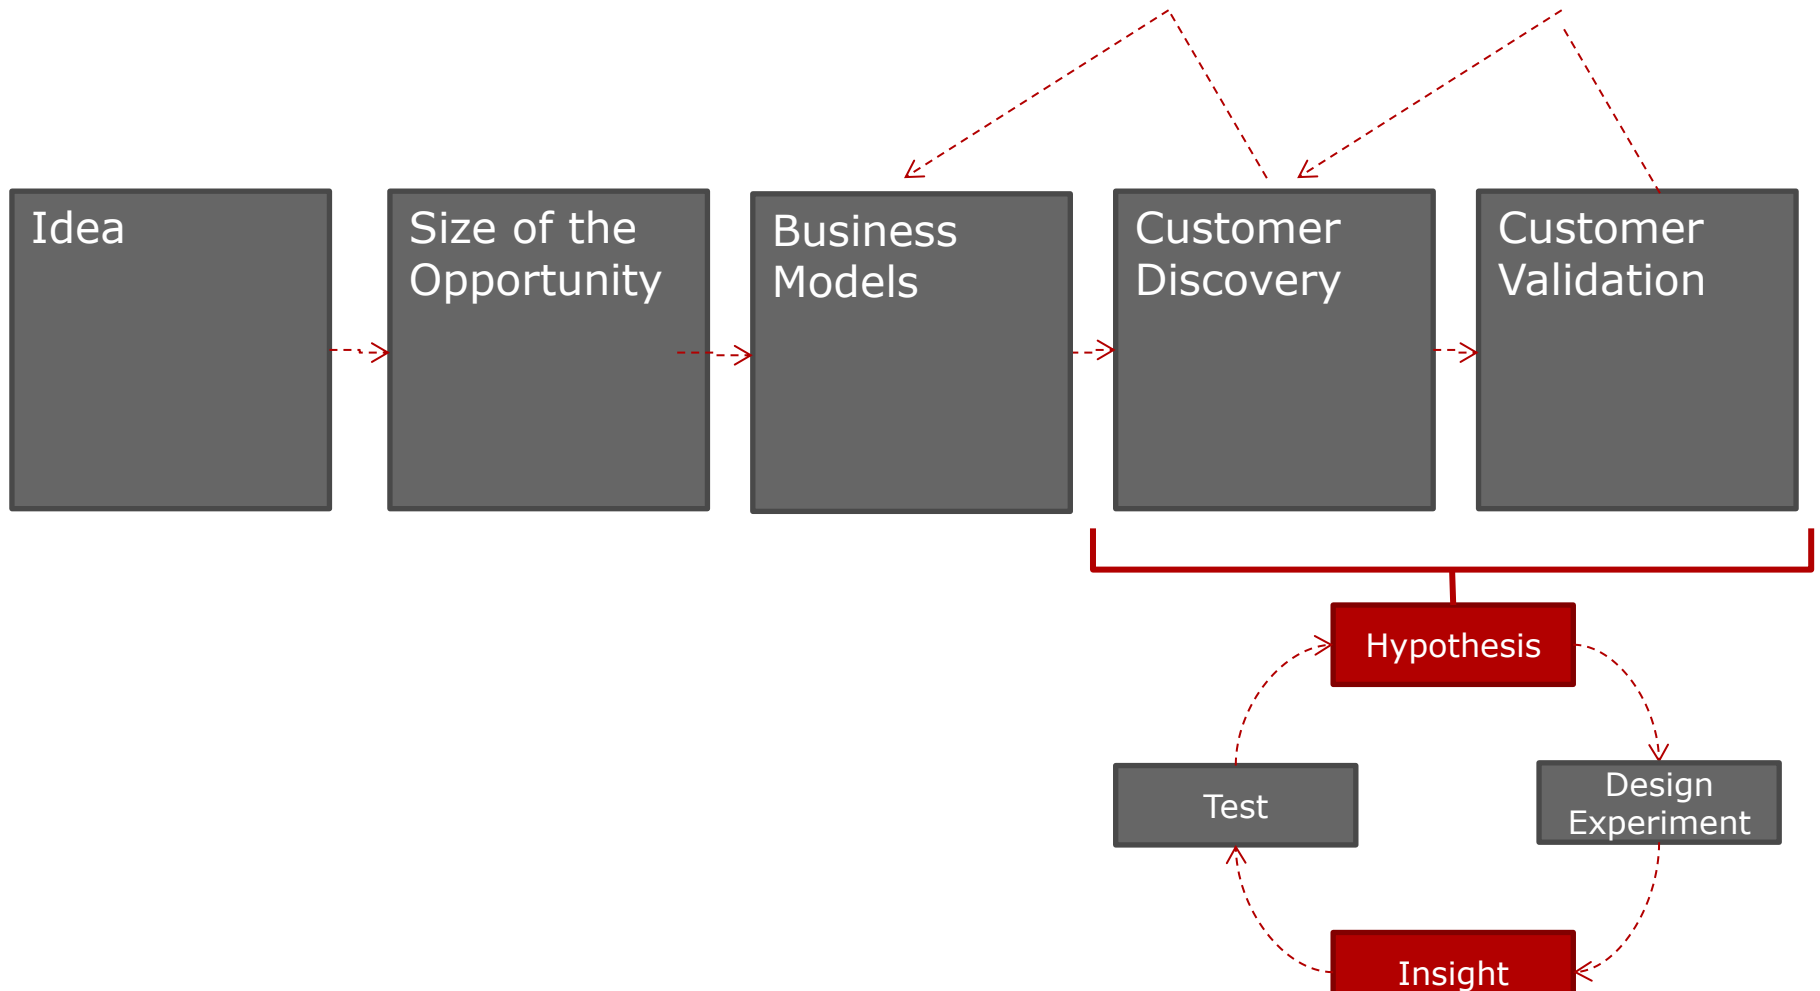 Idea
Size of the
Opportunity
Business
Models
Customer
Discovery
Customer
Validation
Hypothesis
Test
Design
Experiment
Insight